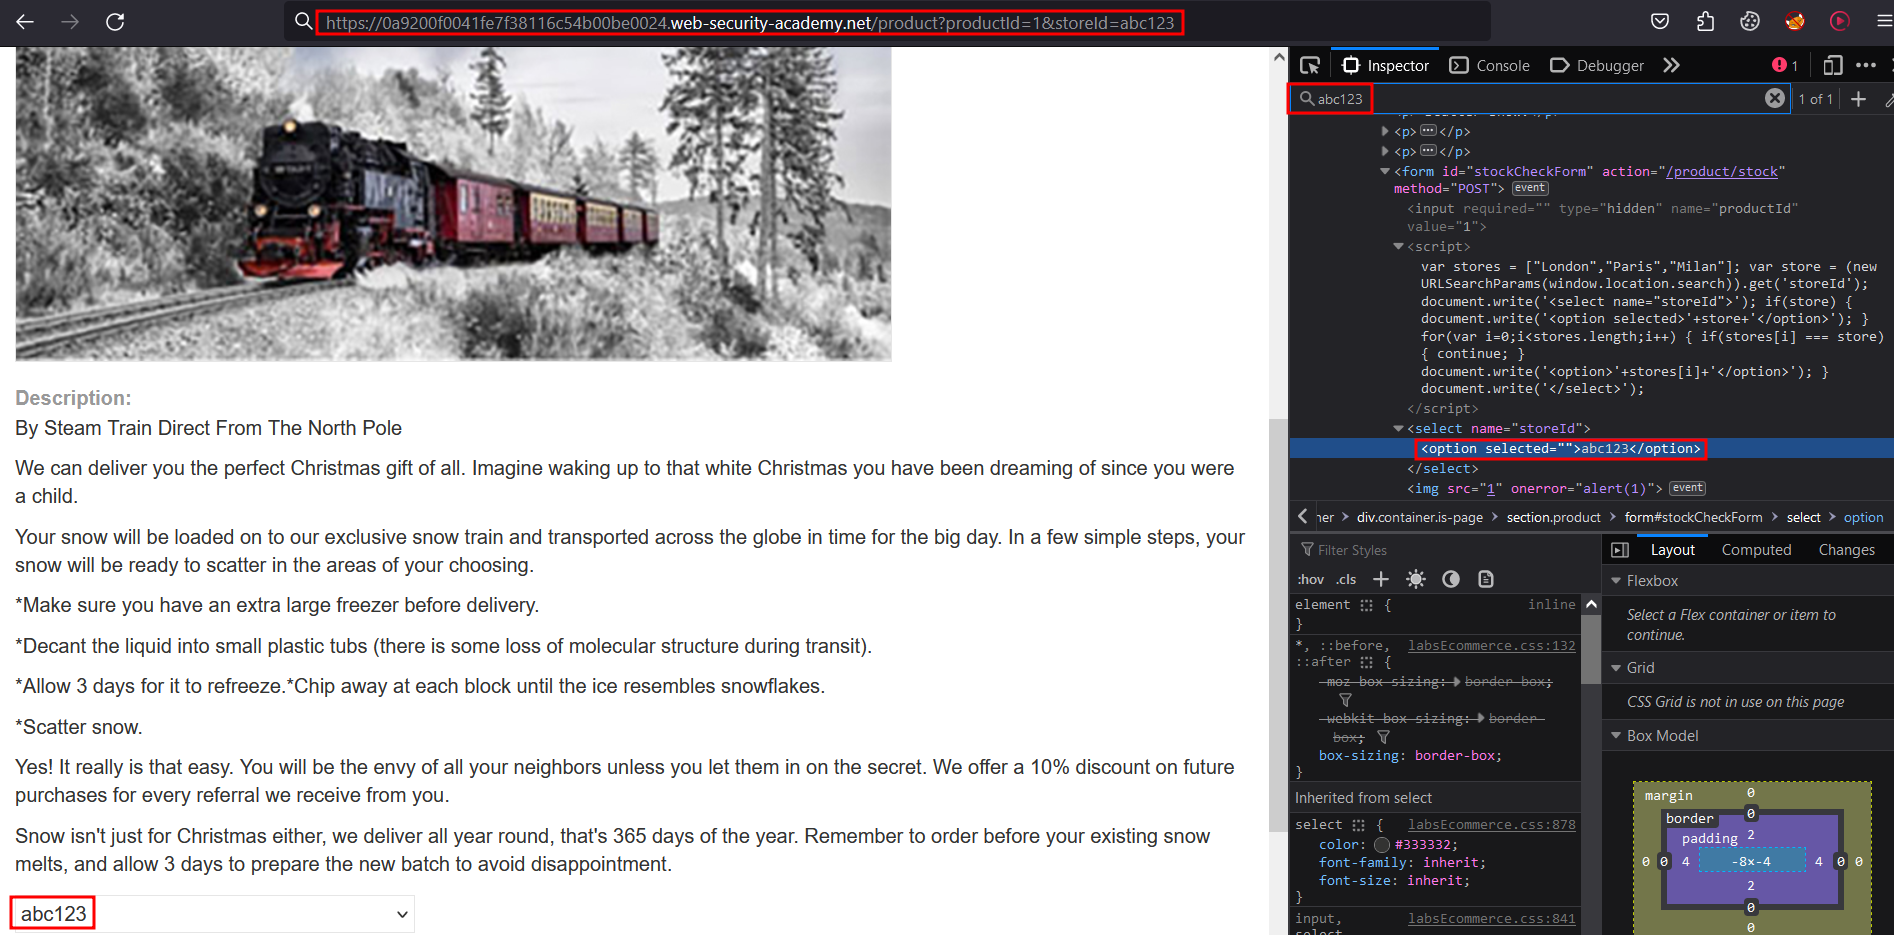 https://0a9200f0041fe7f38116c54b00be0024.web-security-academy.net/product?productId=1&storeId=abc123
Description:
By Steam Train Direct From The North Pole
We can deliver you the perfect Christmas gift of all. Imagine waking up to that white Christmas you have been dreaming of since you were
a child.
Your snow will be loaded on to our exclusive snow train and transported across the globe in time for the big day. In a few simple steps, your
snow will be ready to scatter in the areas of your choosing.
*Make sure you have an extra large freezer before delivery.
*Decant the liquid into small plastic tubs (there is some loss of molecular structure during transit).
*Allow 3 days for it to refreeze.*Chip away at each block until the ice resembles snowflakes.
*Scatter snow.
Yes! It really is that easy. You will be the envy of all your neighbors unless you let them in on the secret. We offer a 10% discount on future
purchases for every referral we receive from you.
Snow isn't just for Christmas either, we deliver all year round, that's 365 days of the year. Remember to order before your existing snow
melts, and allow 3 days to prepare the new batch to avoid disappointment.
abc123
Inspector Console Debugger 1
abc123 1 of 1
<p> ••• </p>
<p> ••• </p>
<form id="stockCheckForm" action="/product/stock"
method="POST"> event
<input required="" type="hidden" name="productId"
value="1">
<script>
var stores = ["London","Paris","Milan"]; var store = (new
URLSearchParams(window.location.search)).get('storeId');
document.write('<select name="storeId">'); if(store) {
document.write('<option selected>'+store+'</option>'); }
for(var i=0;i<stores.length;i++) { if(stores[i] === store)
{ continue; }
document.write('<option>'+stores[i]+'</option>'); }
document.write('</select>');
</script>
<select name="storeId">
<option selected="">abc123</option>
</select>
<img src="1" onerror="alert(1)"> event
ner > div.container.is-page > section.product > form#stockCheckForm > select > option
Filter Styles
:hov .cls +
element { inline
}
*, ::before, labsEcommerce.css:132
::after {
-moz-box-sizing: border-box;
-webkit-box-sizing: border-
box;
box-sizing: border-box;
}
Inherited from select
select { labsEcommerce.css:878
color: #333332;
font-family: inherit;
font-size: inherit;
}
input, labsEcommerce.css:841
Layout Computed Changes
Flexbox
Select a Flex container or item to
continue.
Grid
CSS Grid is not in use on this page
Box Model
margin 0
border 0
padding 2
0 0 4 -8×-4 4 0 0
2
0
0